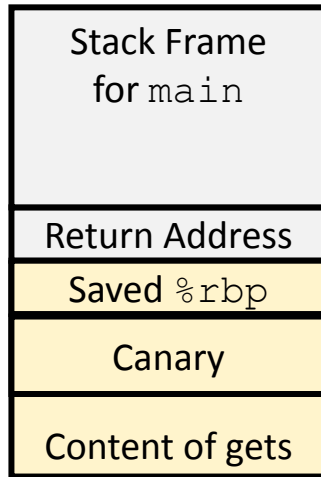 Stack Frame
for main
Return Address
Saved %rbp
Canary
Content of gets